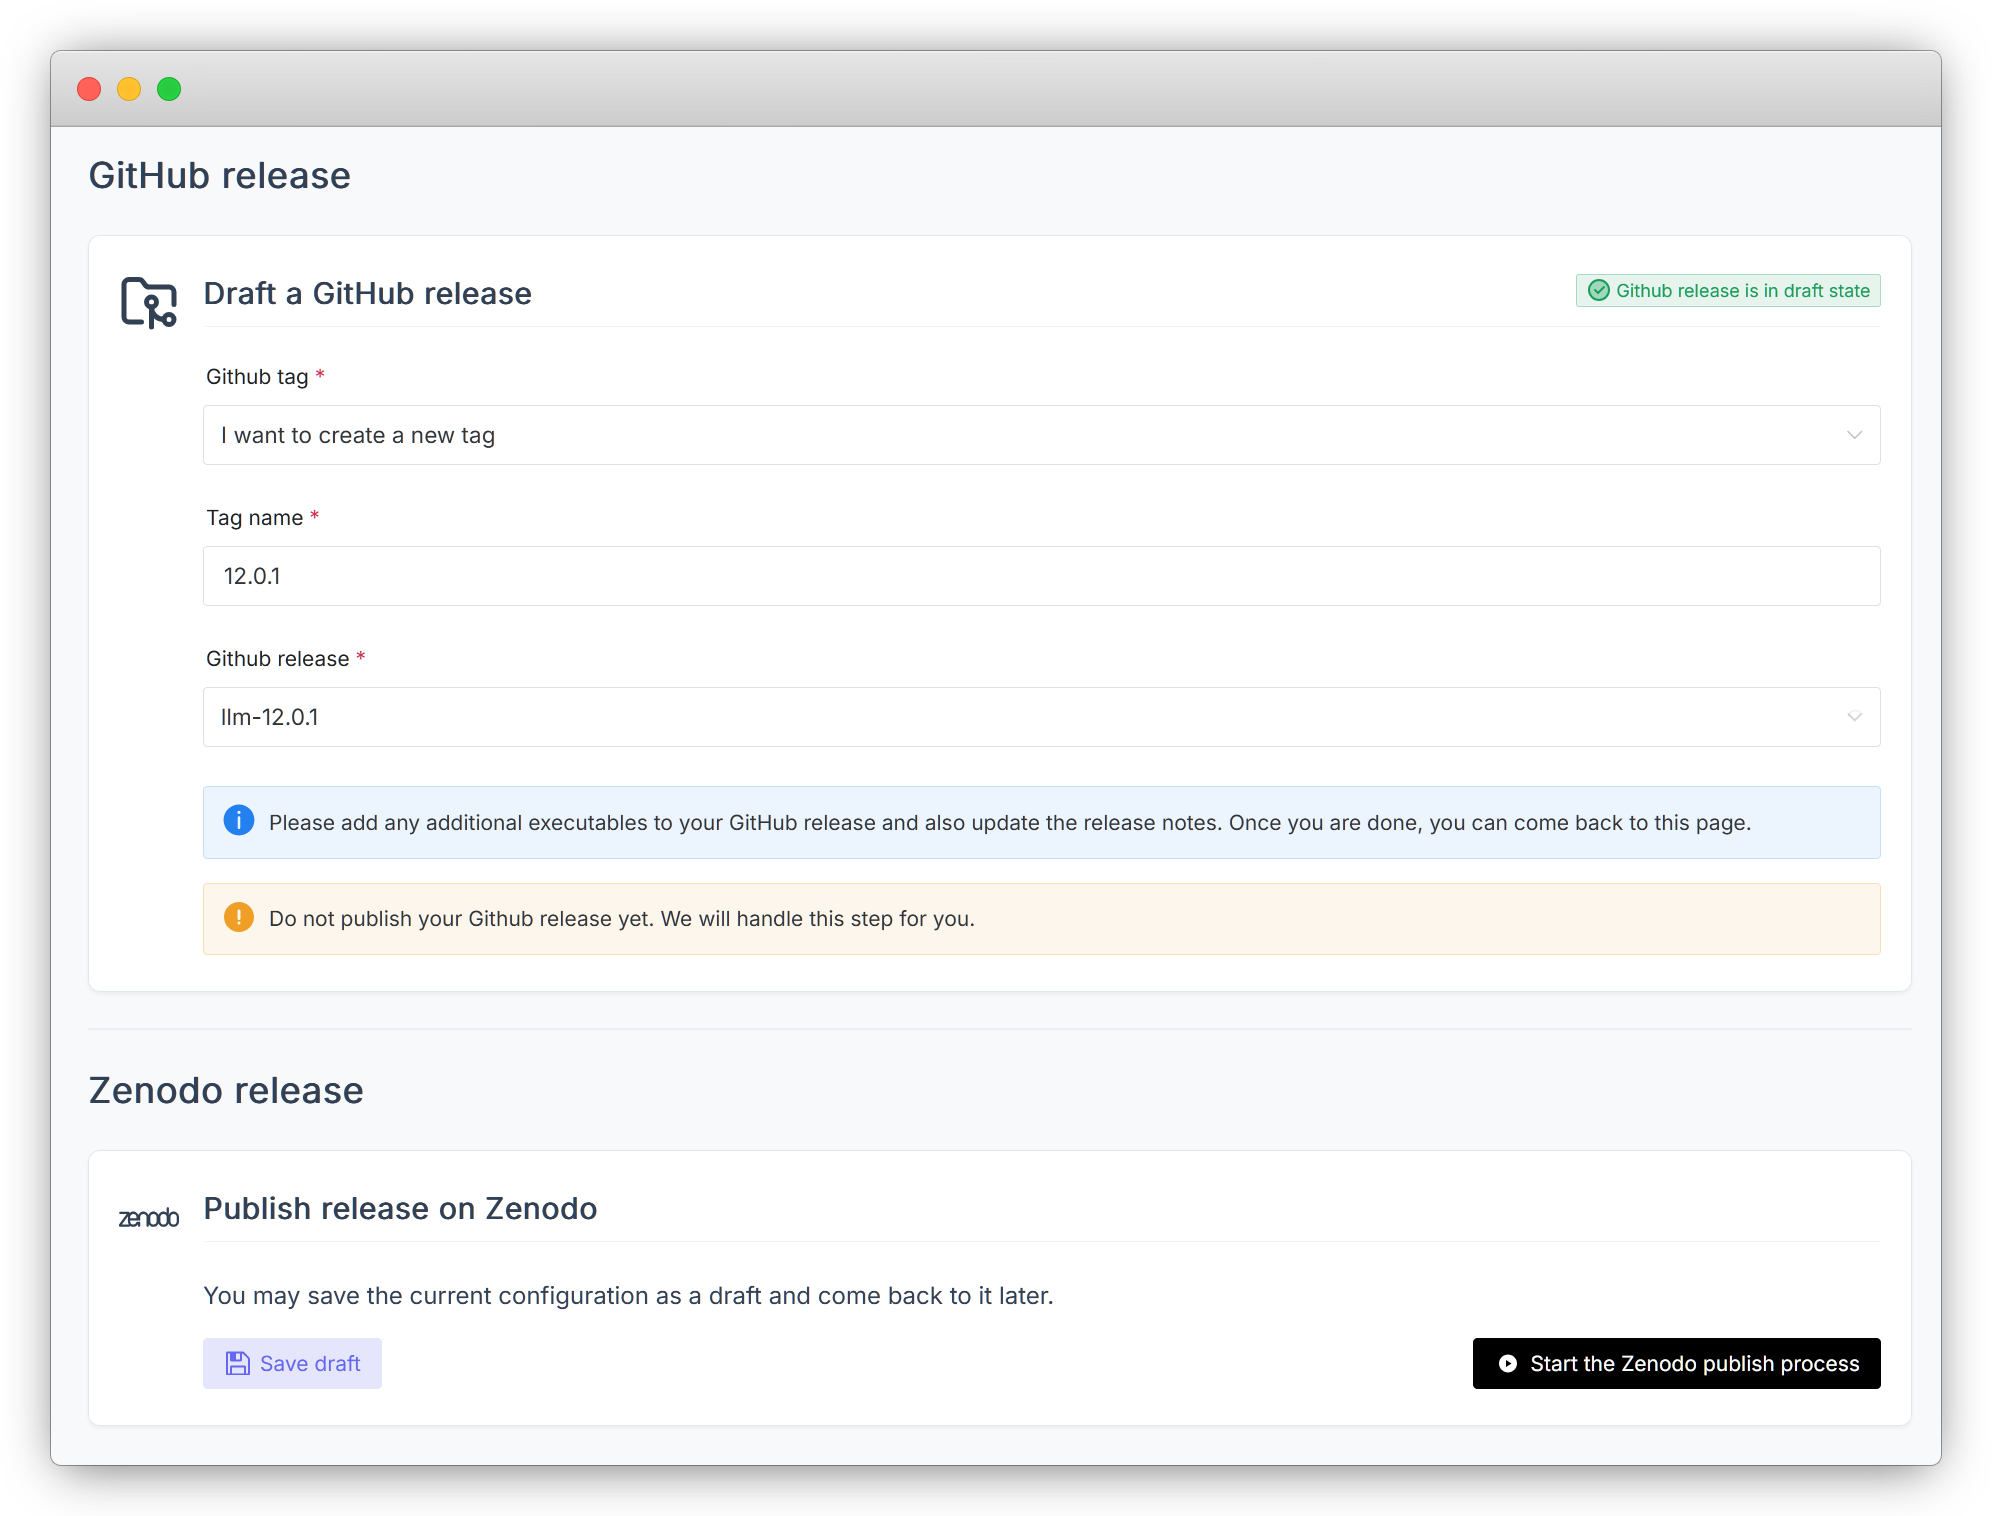 GitHub release
Draft a GitHub release
Github release is in draft state
Github tag *
I want to create a new tag
Tag name *
12.0.1
Github release *
llm-12.0.1
Please add any additional executables to your GitHub release and also update the release notes. Once you are done, you can come back to this page.
Do not publish your Github release yet. We will handle this step for you.
Zenodo release
zenodo
Publish release on Zenodo
You may save the current configuration as a draft and come back to it later.
Save draft
Start the Zenodo publish process